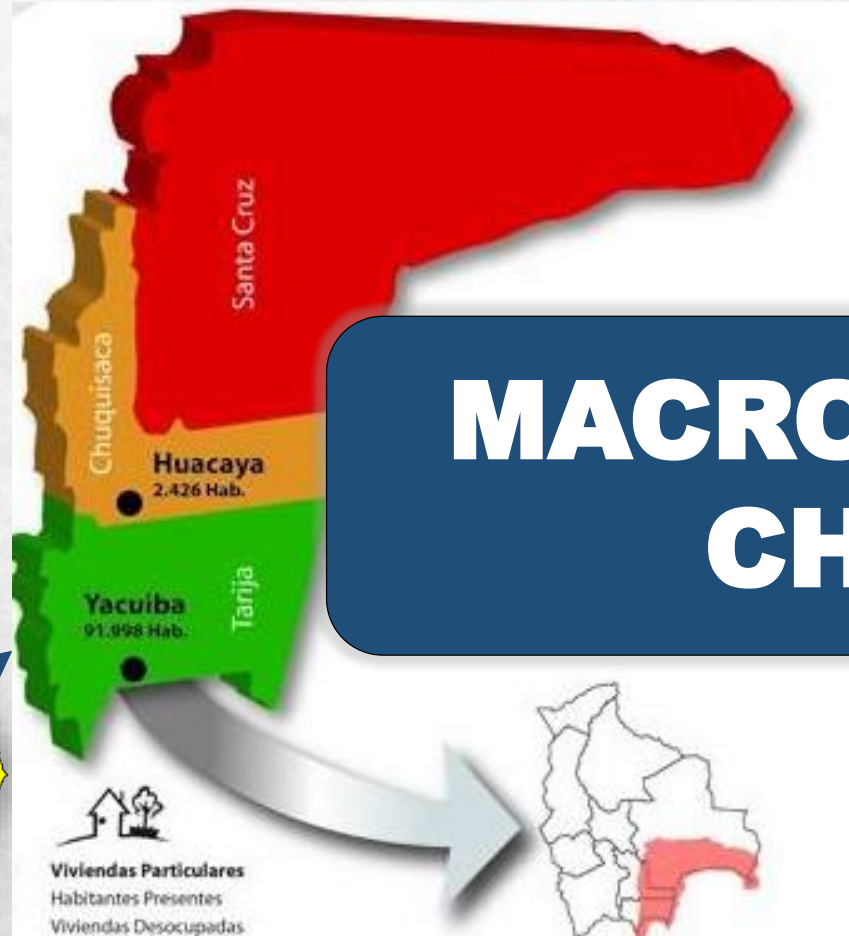 Santa Cruz
Chuquisaca
MACRO
CH
Huacaya
2.426 Hab.
Tarija
Yacuiba
91.998 Hab.
Viviendas Particulares
Habitantes Presentes
Viviendas Desocupadas